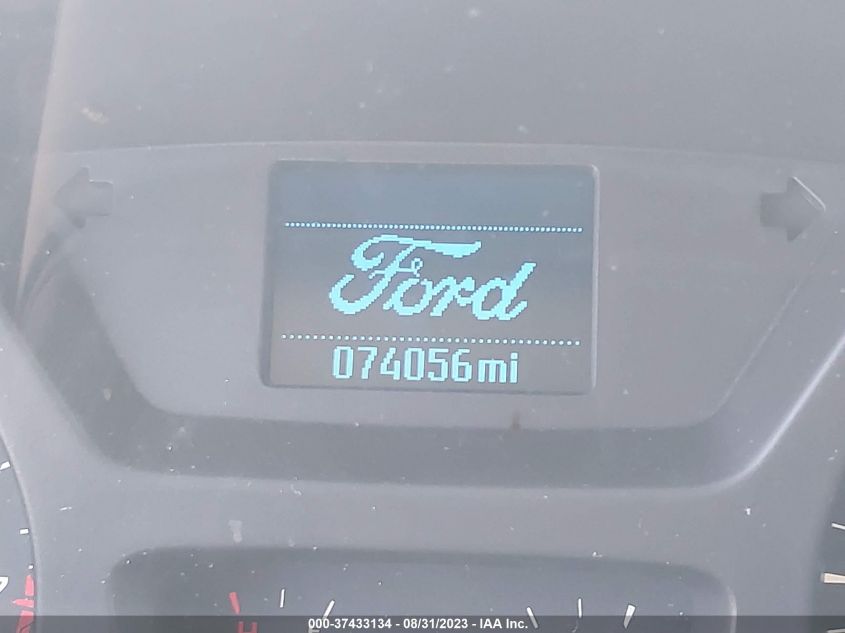 Ford
074056mi
H
000-37433134 - 08/31/2023 - IAA Inc.